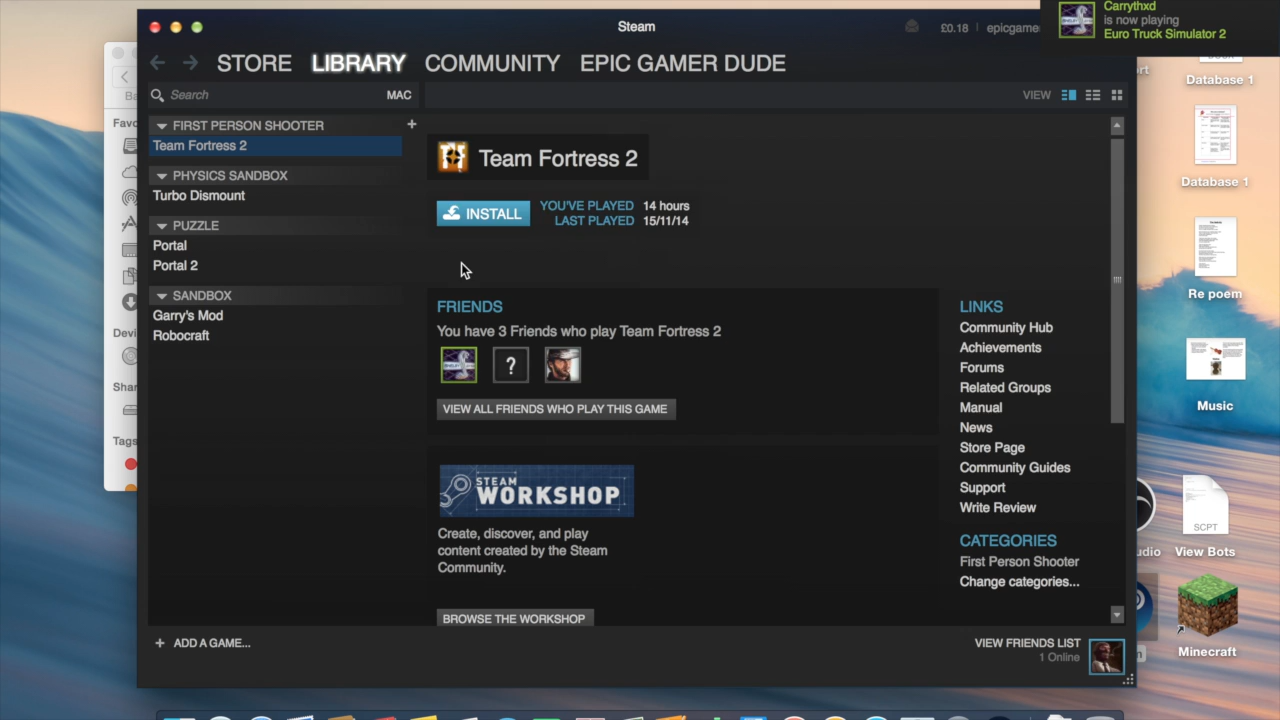 Steam
£0.18
epicgame
Carrythxd
is now playing
Euro Truck Simulator 2
STORE LIBRARY COMMUNITY EPIC GAMER DUDE
Search MAC
VIEW
FIRST PERSON SHOOTER
Team Fortress 2
PHYSICS SANDBOX
Turbo Dismount
PUZZLE
Portal
Portal 2
SANDBOX
Garry's Mod
Robocraft
Team Fortress 2
INSTALL
YOU'VE PLAYED 14 hours
LAST PLAYED 15/11/14
FRIENDS
You have 3 Friends who play Team Fortress 2
?
VIEW ALL FRIENDS WHO PLAY THIS GAME
STEAM
WORKSHOP
Create, discover, and play
content created by the Steam
Community.
BROWSE THE WORKSHOP
LINKS
Community Hub
Achievements
Forums
Related Groups
Manual
News
Store Page
Community Guides
Support
Write Review
CATEGORIES
First Person Shooter
Change categories...
+ ADD A GAME...
VIEW FRIENDS LIST
1 Online
Ba
Favo
Devi
Shar
Tags
ort
Database 1
Database 1
Re poem
Music
udio
SCPT
View Bots
Minecraft